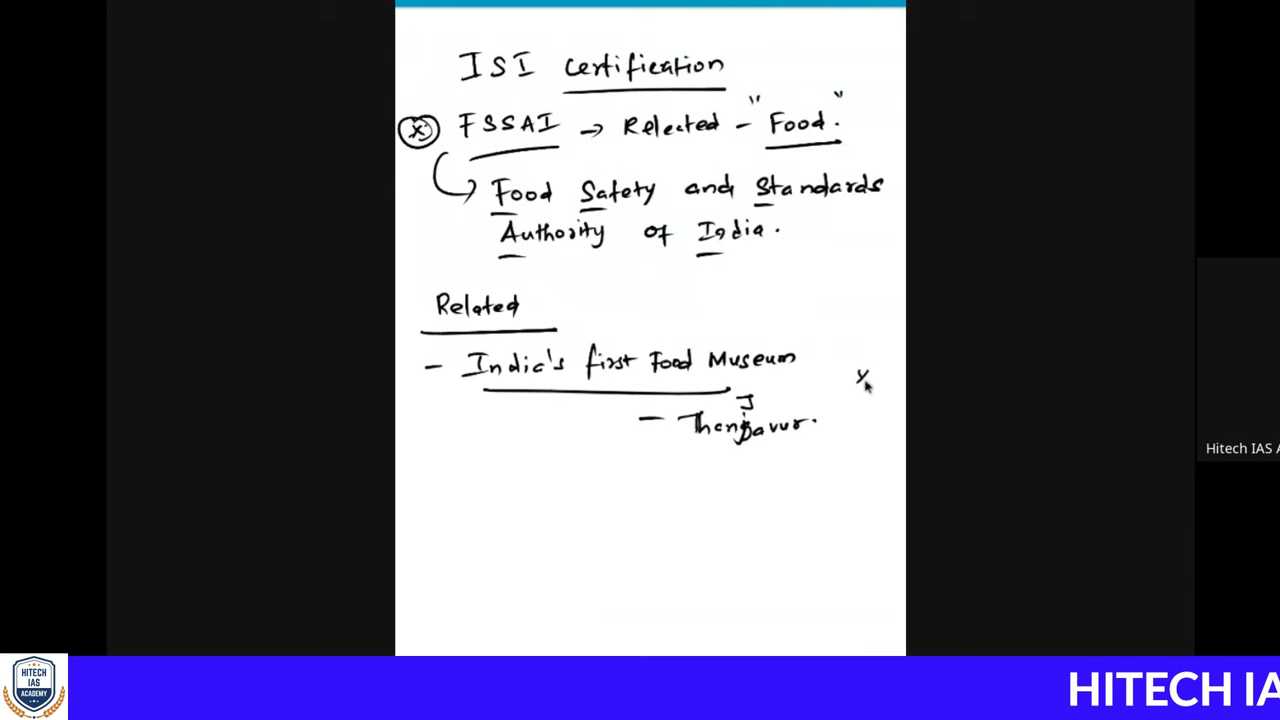 ISI Certification
FSSAI → Relected - "Food".
Food Safety and Standards
Authority of India.
Related
- India's first Food Museum
- Thanjavur.
Hitech IAS A
HITECH
IAS
ACADEMY
HITECH IA